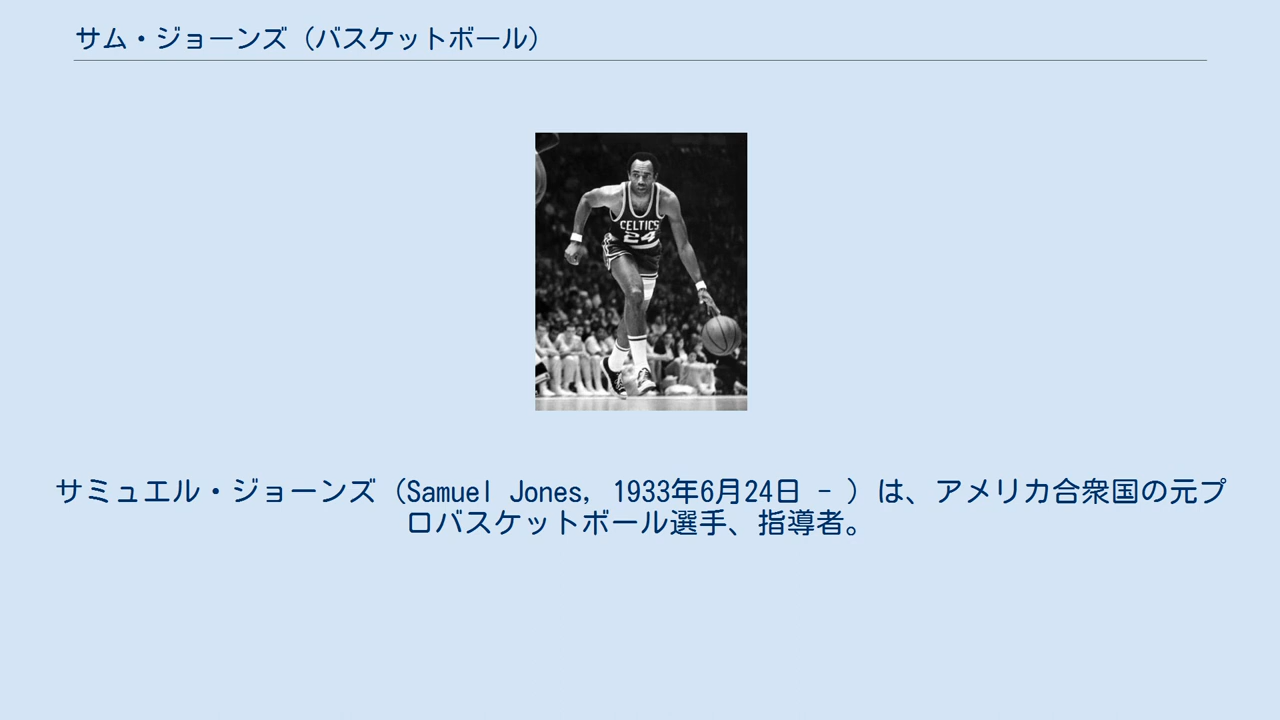 サム・ジョーンズ（バスケットボール）
CELTICS
24
サミュエル・ジョーンズ（Samuel Jones, 1933年6月24日 - ）は、アメリカ合衆国の元プ
ロバスケットボール選手、指導者。